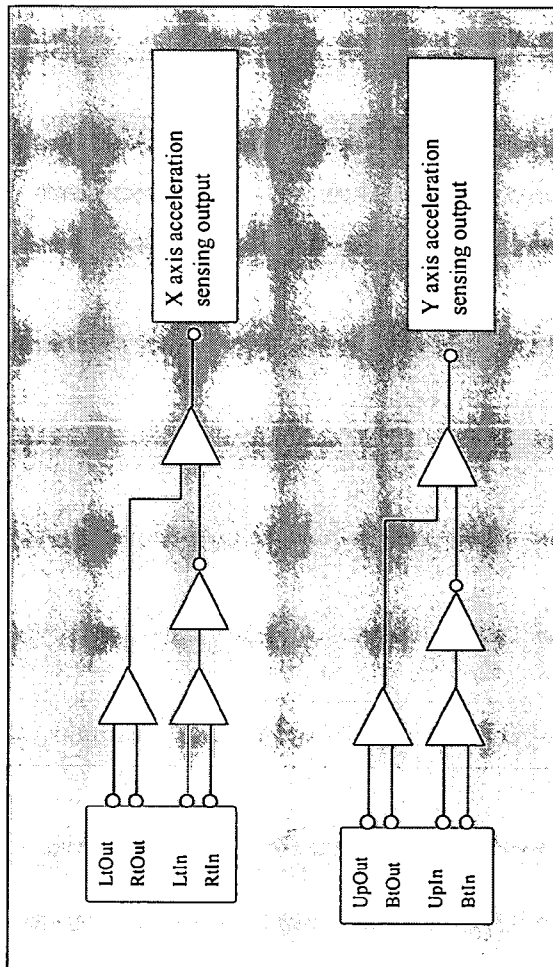 LtOut
RtOut
LtIn
RtIn
X axis acceleration
sensing output
UpOut
BtOut
UpIn
BtIn
Y axis acceleration
sensing output